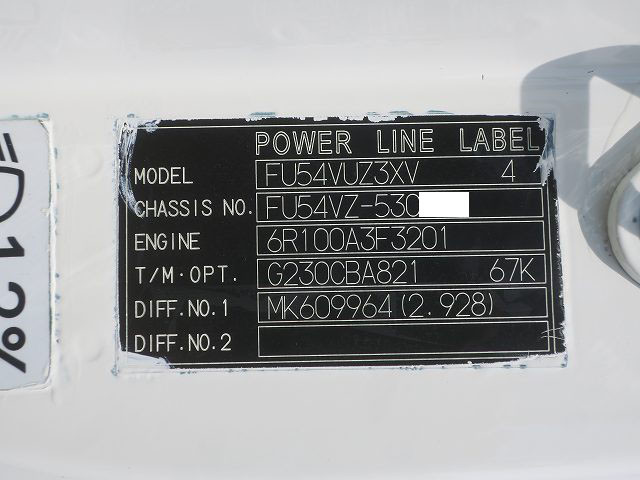 POWER LINE LABEL
MODEL FU54VUZ3XV 4
CHASSIS NO. FU54VZ-530
ENGINE 6R100A3F3201
T/M·OPT. G230CBA821 67K
DIFF.NO.1 MK609964(2.928)
DIFF.NO.2
12%